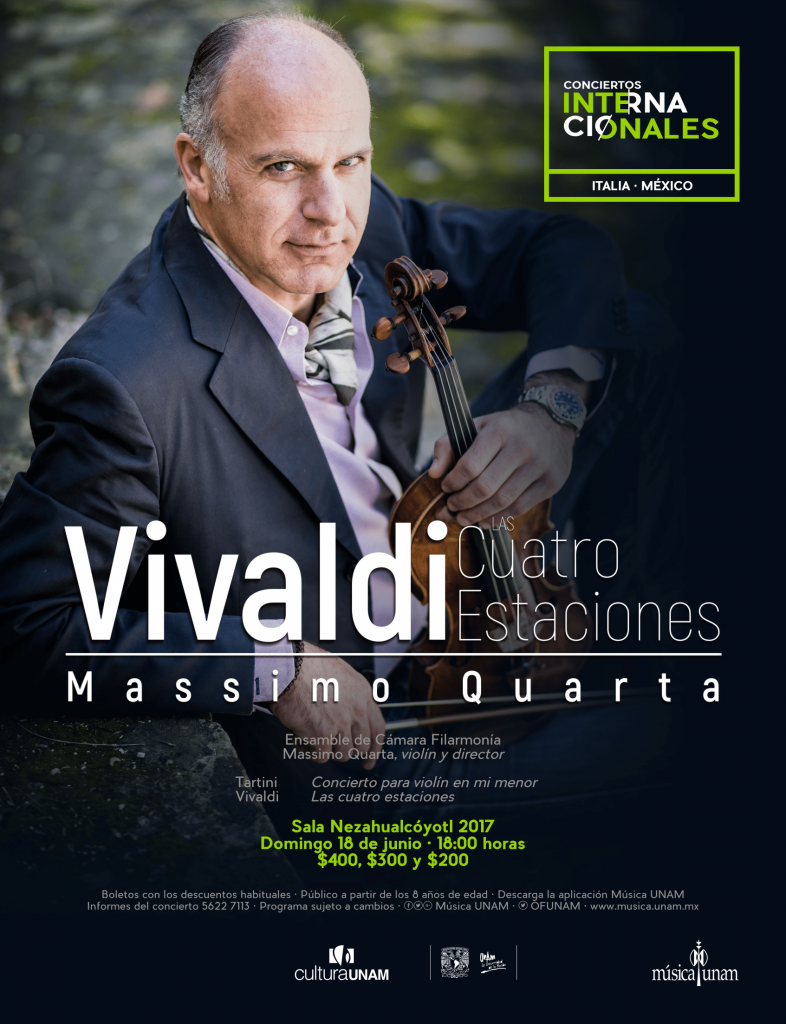 CONCIERTOS
INTERNA
CIONALES
ITALIA · MÉXICO
Vivaldi
LAS
Cuatro
Estaciones
Massimo Quarta
Ensamble de Cámara Filarmonía
Massimo Quarta, violín y director
Tartini Concierto para violín en mi menor
Vivaldi Las cuatro estaciones
Sala Nezahualcóyotl 2017
Domingo 18 de junio · 18:00 horas
$400, $300 y $200
Boletos con los descuentos habituales · Público a partir de los 8 años de edad · Descarga la aplicación Música UNAM
Informes del concierto 5622 7113 · Programa sujeto a cambios · Música UNAM · OFUNAM · www.musica.unam.mx
culturaUNAM
música unam